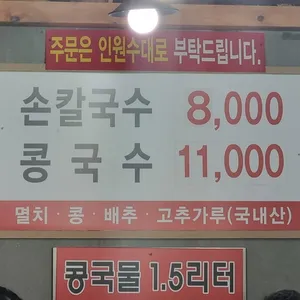 주문은 인원수대로 부탁드립니다.
손칼국수 8,000
콩국수 11,000
멸치 · 콩 · 배추 · 고추가루(국내산)
콩국물 1.5리터